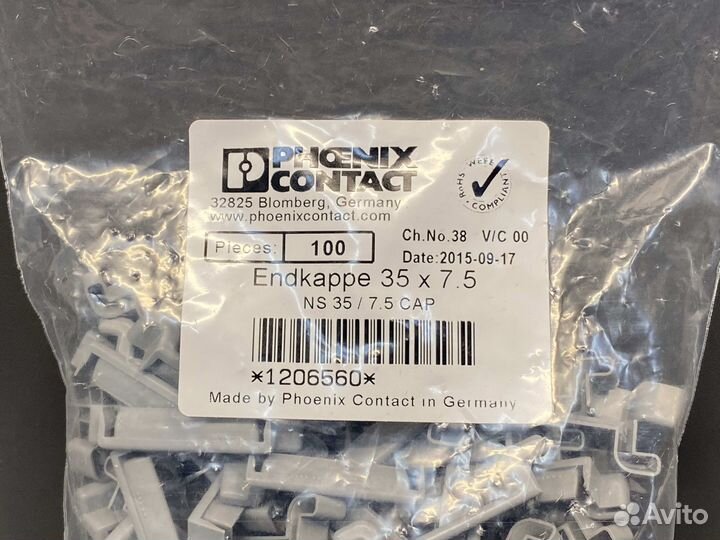 PHŒNIX
CONTACT
32825 Blomberg, Germany
www.phoenixcontact.com
WEEE
RoHS
COMPLIANT
Pieces: 100
Ch.No.38 V/C 00
Date:2015-09-17
Endkappe 35 x 7.5
NS 35 / 7.5 CAP
*1206560*
Made by Phoenix Contact in Germany
Avito